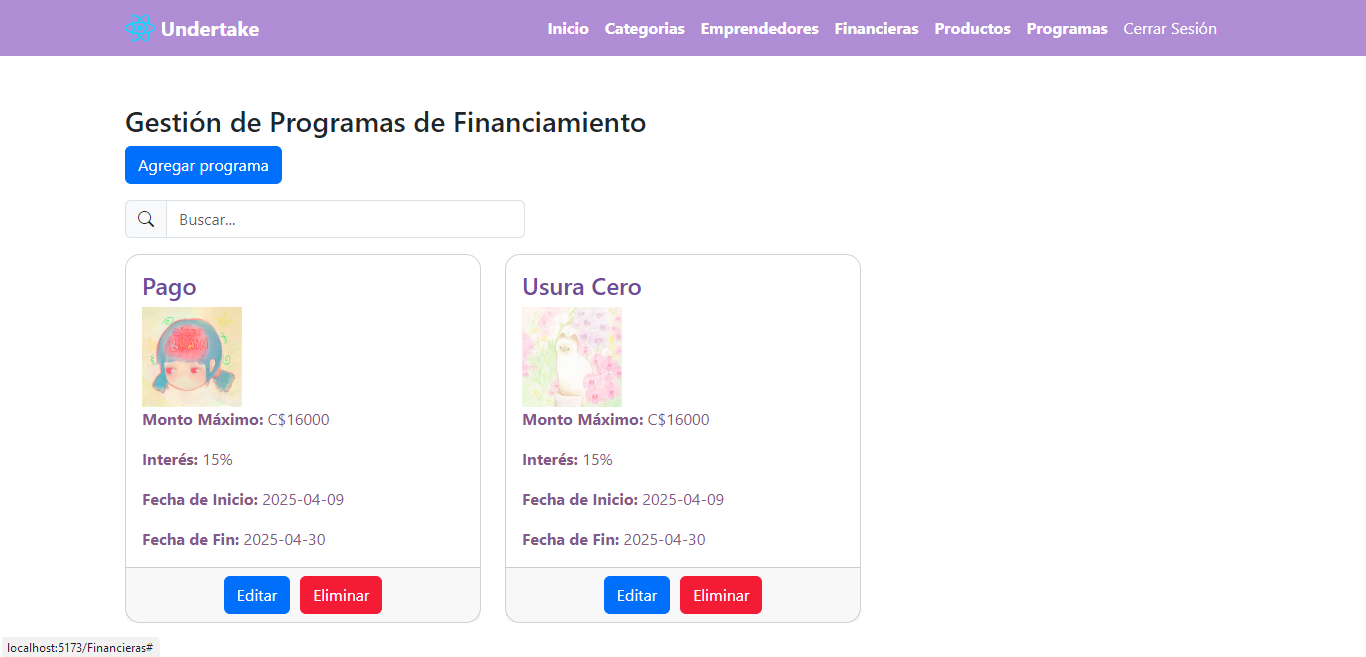 Undertake Inicio Categorias Emprendedores Financieras Productos Programas Cerrar Sesión
Gestión de Programas de Financiamiento
Agregar programa
Buscar...
Pago
Monto Máximo: C$16000
Interés: 15%
Fecha de Inicio: 2025-04-09
Fecha de Fin: 2025-04-30
Editar Eliminar
Usura Cero
Monto Máximo: C$16000
Interés: 15%
Fecha de Inicio: 2025-04-09
Fecha de Fin: 2025-04-30
Editar Eliminar
localhost:5173/Financieras#